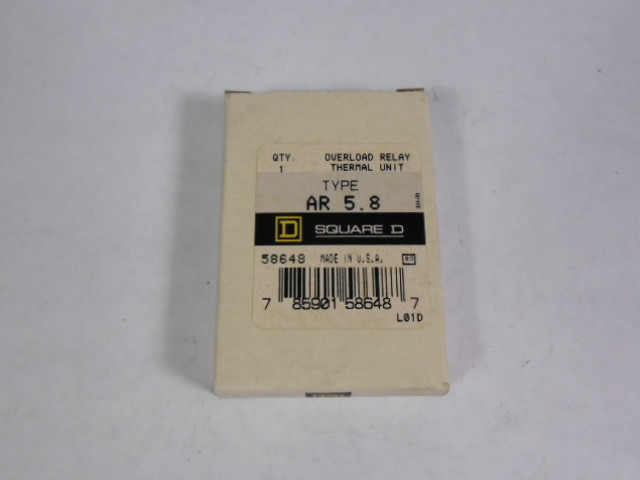 QTY. OVERLOAD RELAY
1 THERMAL UNIT
TYPE
AR 5.8
D SQUARE D
58648 MADE IN U.S.A.
7 85901 58648 7
L01D